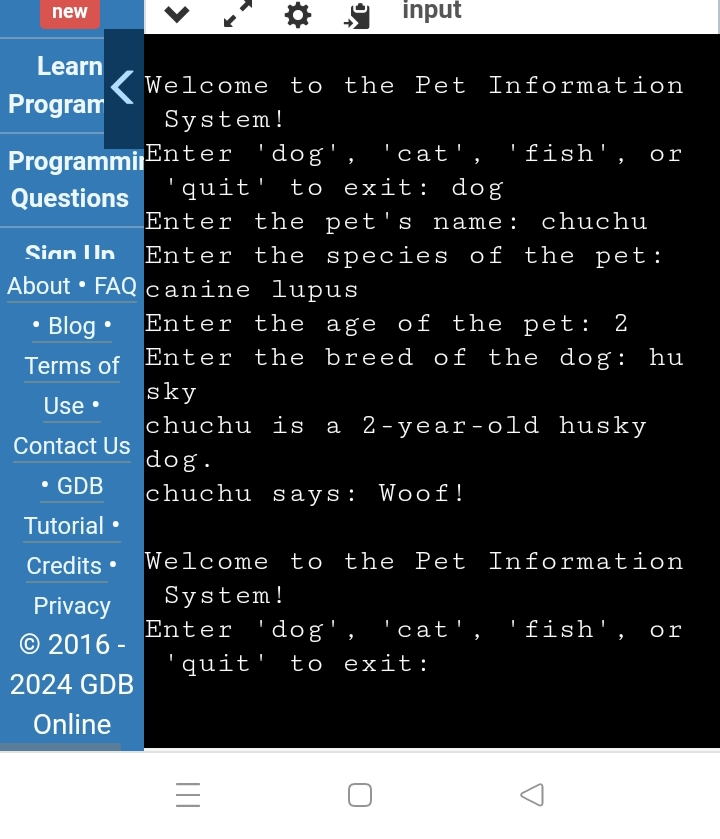 new
Learn
Program
Programmin
Questions
Sign Up
About • FAQ
• Blog •
Terms of
Use •
Contact Us
• GDB
Tutorial •
Credits •
Privacy
© 2016 -
2024 GDB
Online
input
Welcome to the Pet Information
System!
Enter 'dog', 'cat', 'fish', or
'quit' to exit: dog
Enter the pet's name: chuchu
Enter the species of the pet:
canine lupus
Enter the age of the pet: 2
Enter the breed of the dog: hu
sky
chuchu is a 2-year-old husky
dog.
chuchu says: Woof!
Welcome to the Pet Information
System!
Enter 'dog', 'cat', 'fish', or
'quit' to exit: